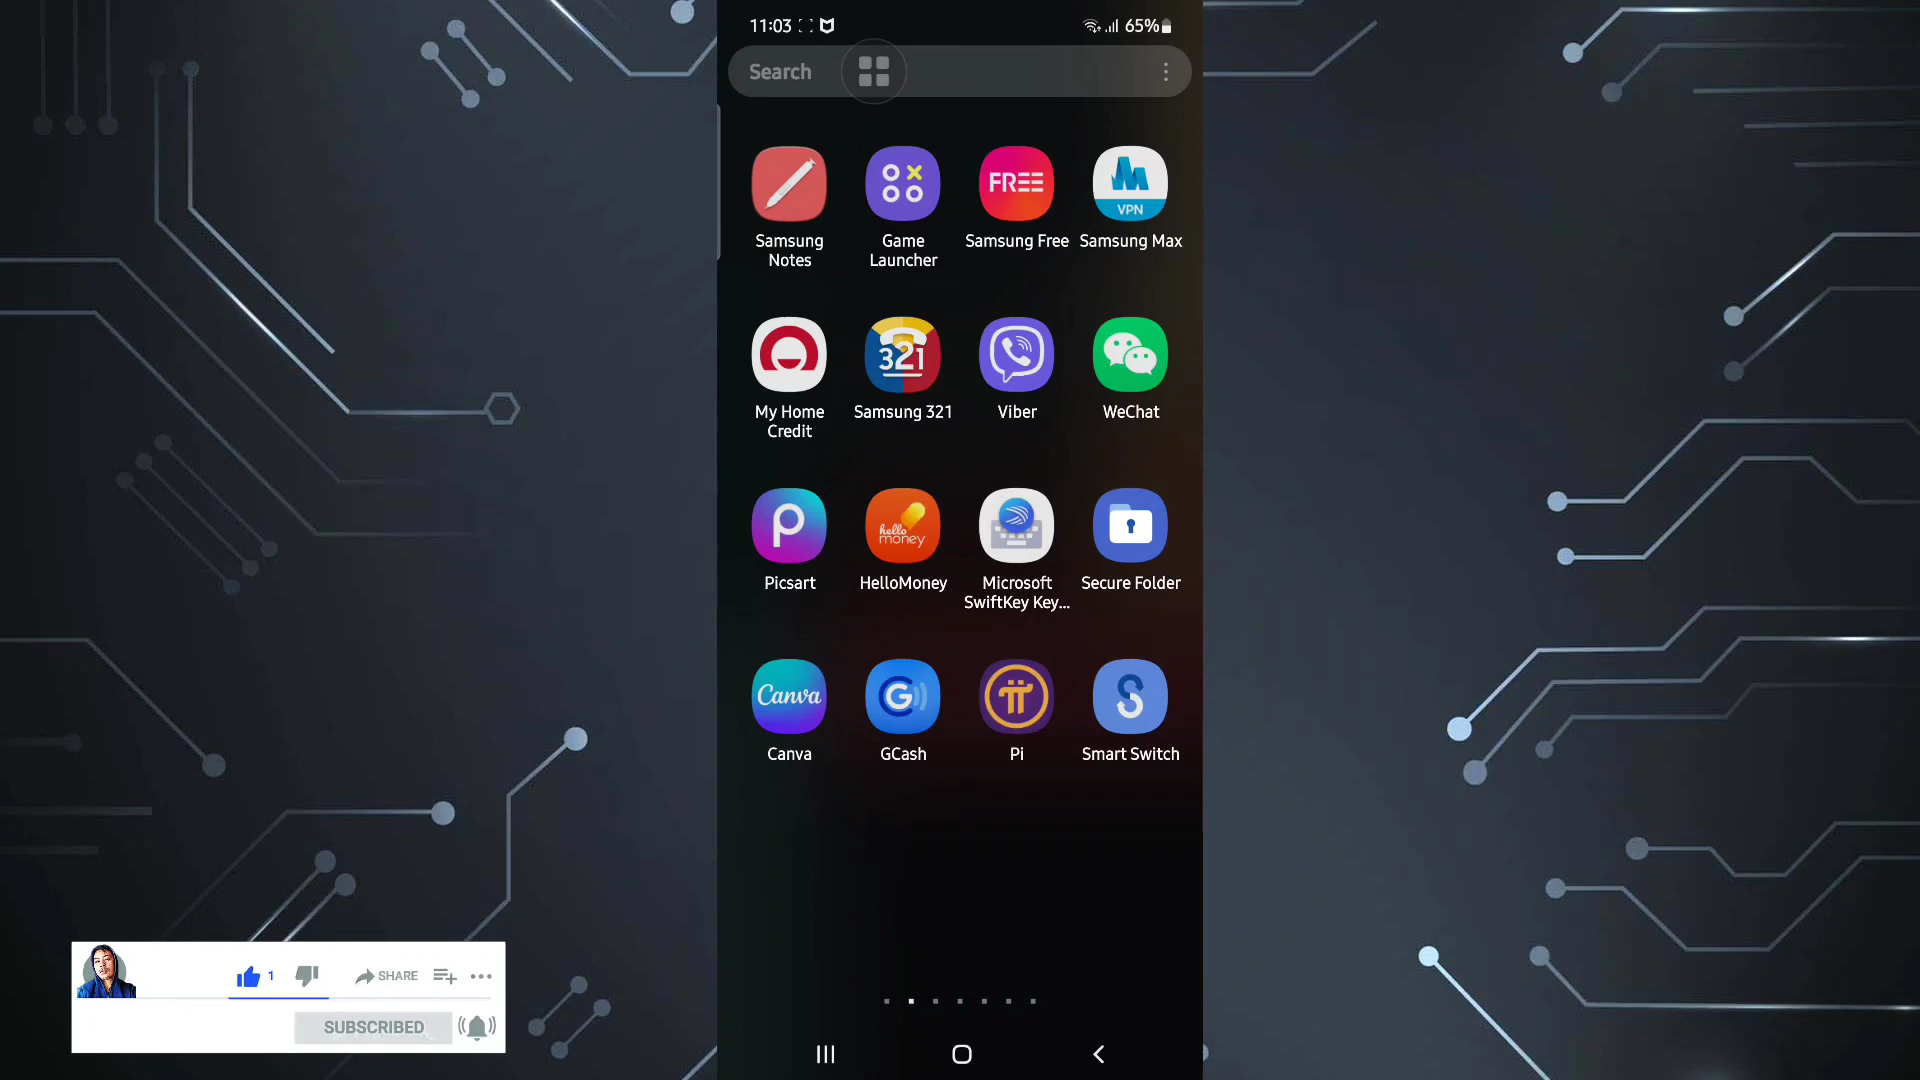 11:03
65%
Search
FREE
VPN
Samsung Notes
Game Launcher
Samsung Free
Samsung Max
321
My Home Credit
Samsung 321
Viber
WeChat
hello money
Picsart
HelloMoney
Microsoft SwiftKey Key...
Secure Folder
Canva
G
Canva
GCash
Pi
Smart Switch
1
SHARE
SUBSCRIBED